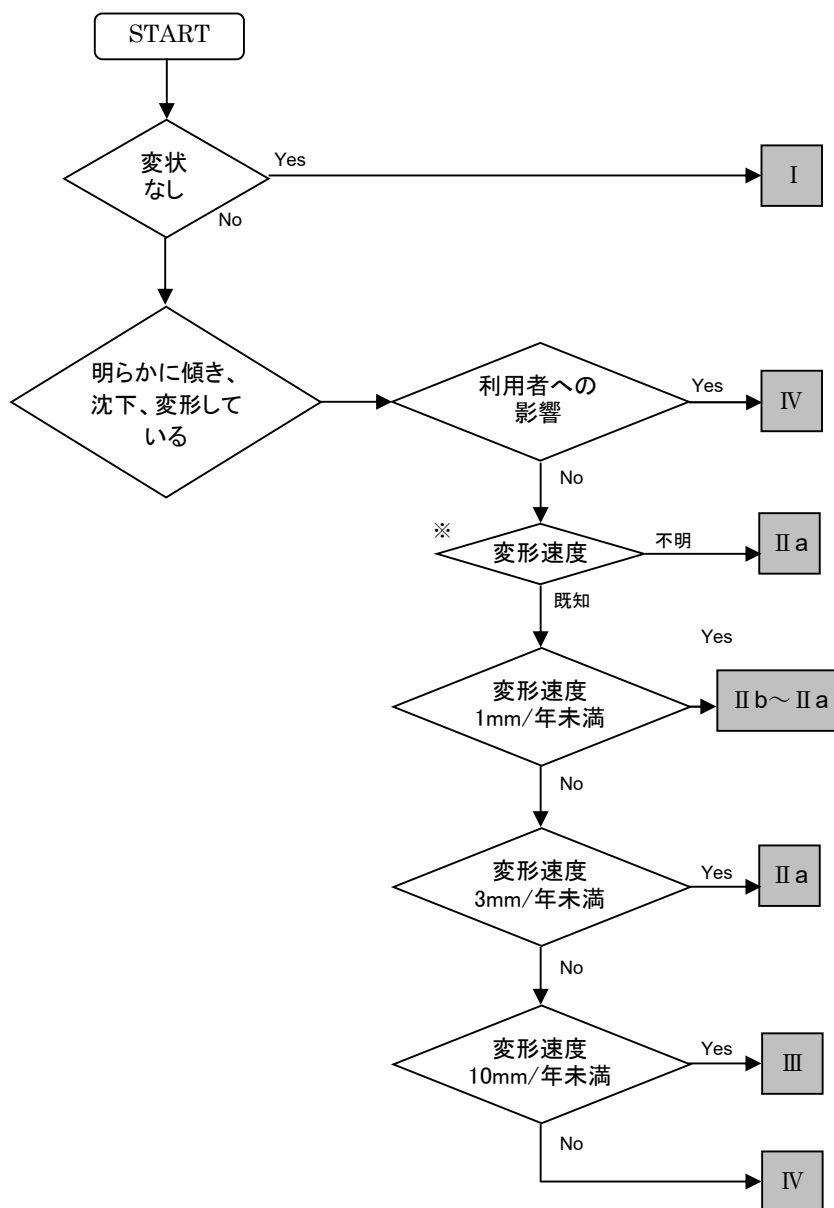 START
変状
なし
Yes
Ⅰ
No
明らかに傾き、
沈下、変形して
いる
利用者への
影響
Yes
Ⅳ
No
※
変形速度
不明
Ⅱa
既知
Yes
変形速度
1mm/年未満
Ⅱb～Ⅱa
No
変形速度
3mm/年未満
Yes
Ⅱa
No
変形速度
10mm/年未満
Yes
Ⅲ
No
Ⅳ